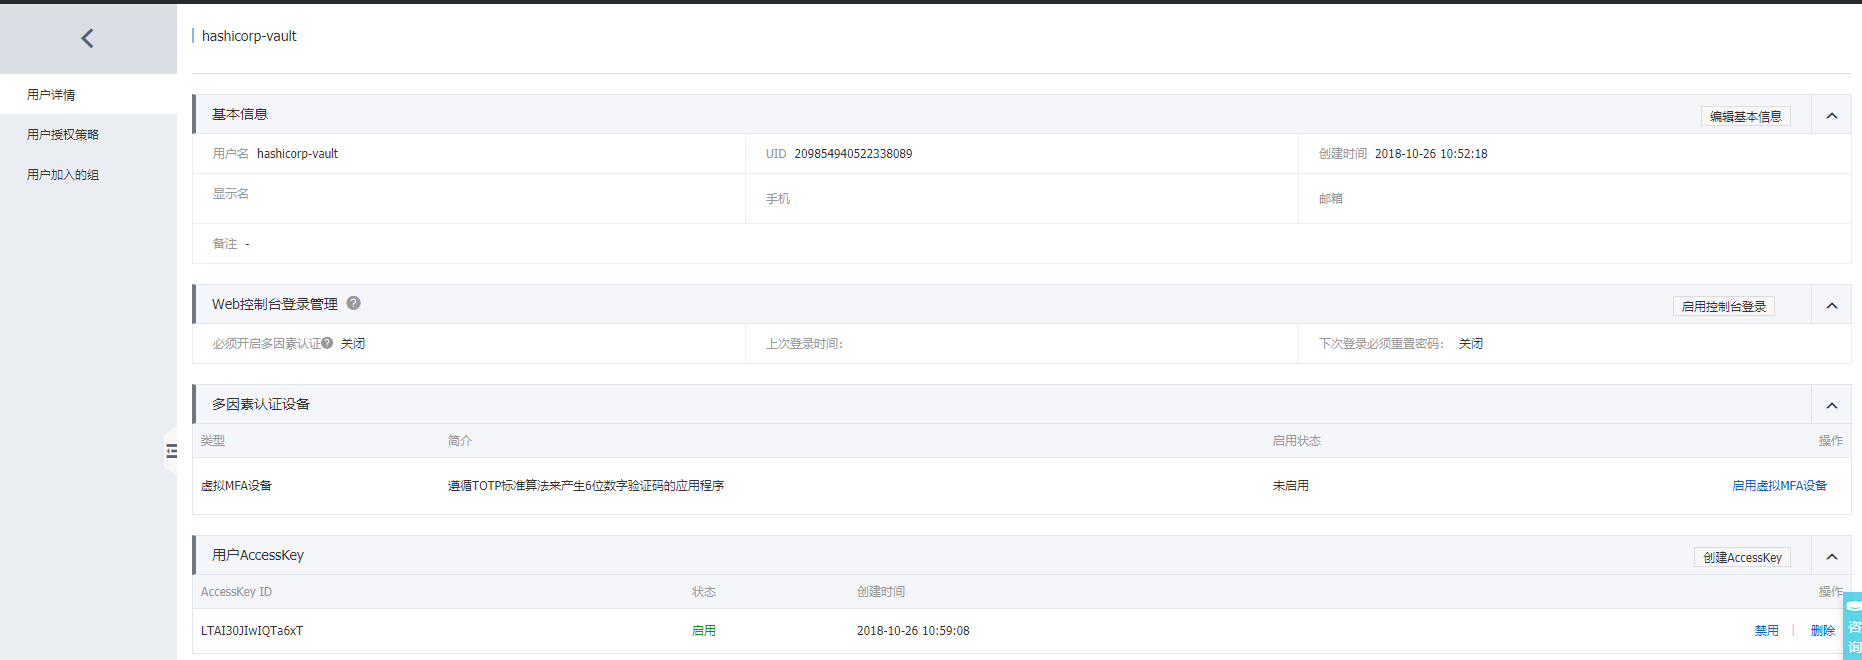 hashicorp-vault
用户详情
用户授权策略
用户加入的组
基本信息 编辑基本信息
用户名 hashicorp-vault UID 209854940522338089 创建时间 2018-10-26 10:52:18
显示名 手机 邮箱
备注 -
Web控制台登录管理 ? 启用控制台登录
必须开启多因素认证? 关闭 上次登录时间: 下次登录必须重置密码: 关闭
多因素认证设备
类型 简介 启用状态 操作
虚拟MFA设备 遵循TOTP标准算法来产生6位数字验证码的应用程序 未启用 启用虚拟MFA设备
用户AccessKey 创建AccessKey
AccessKey ID 状态 创建时间 操作
LTAI30JIwIQTa6xT 启用 2018-10-26 10:59:08 禁用 | 删除
咨询